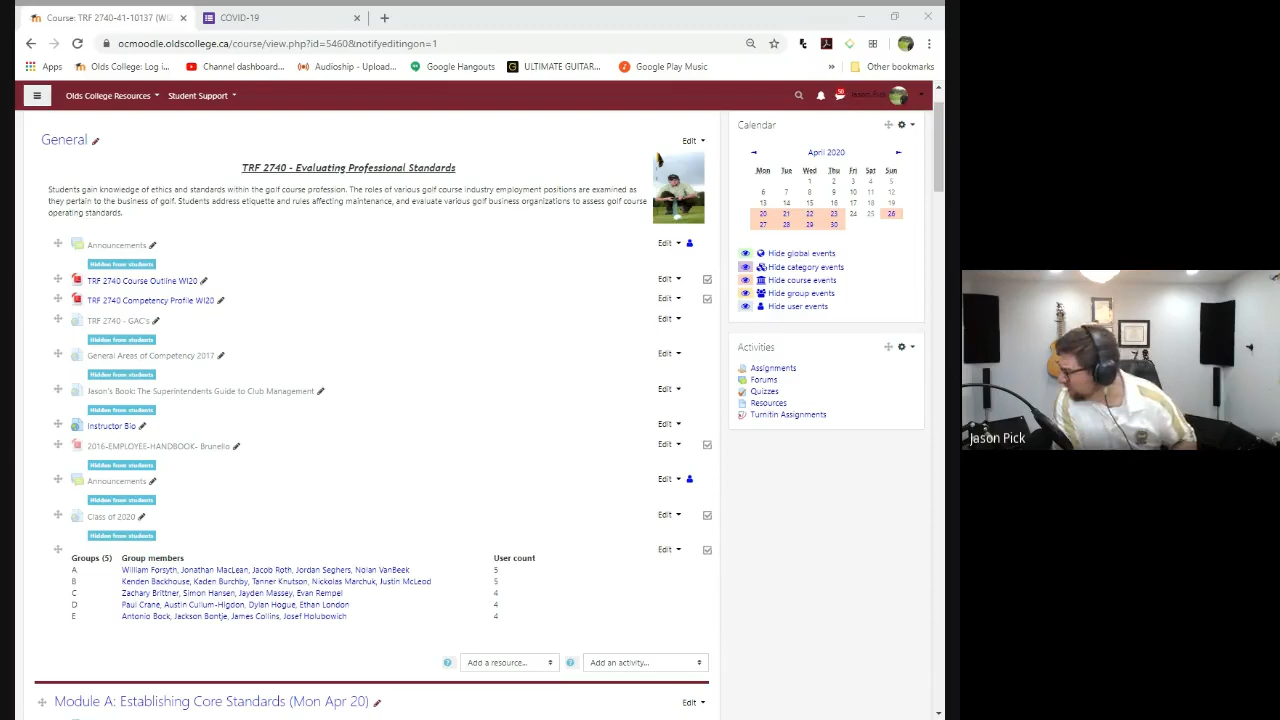 Course: TRF 2740-41-10137 (WI2
COVID-19
ocmoodle.oldscollege.ca/course/view.php?id=5460&notifyeditingon=1
Apps
Olds College: Log i...
Channel dashboard...
Audioship - Upload...
Google Hangouts
ULTIMATE GUITAR...
Google Play Music
»
Other bookmarks
Olds College Resources
Student Support
50
Jason Pick
General
Edit
TRF 2740 - Evaluating Professional Standards
Students gain knowledge of ethics and standards within the golf course profession. The roles of various golf course industry employment positions are examined as
they pertain to the business of golf. Students address etiquette and rules affecting maintenance, and evaluate various golf business organizations to assess golf course
operating standards.
Announcements
Edit
Hidden from students
TRF 2740 Course Outline WI20
Edit
TRF 2740 Competency Profile WI20
Edit
TRF 2740 - GAC's
Edit
Hidden from students
General Areas of Competency 2017
Edit
Hidden from students
Jason's Book: The Superintendents Guide to Club Management
Edit
Hidden from students
Instructor Bio
Edit
2016-EMPLOYEE-HANDBOOK- Brunello
Edit
Hidden from students
Announcements
Edit
Hidden from students
Class of 2020
Edit
Hidden from students
Edit
Groups (5) Group members User count
A William Forsyth, Jonathan MacLean, Jacob Roth, Jordan Seghers, Nolan VanBeek 5
B Kenden Backhouse, Kaden Burchby, Tanner Knutson, Nickolas Marchuk, Justin McLeod 5
C Zachary Brittner, Simon Hansen, Jayden Massey, Evan Rempel 4
D Paul Crane, Austin Cullum-Higdon, Dylan Hogue, Ethan London 4
E Antonio Bock, Jackson Bontje, James Collins, Josef Holubowich 4
? Add a resource...
? Add an activity...
Module A: Establishing Core Standards (Mon Apr 20)
Edit
Calendar
◄ April 2020 ►
Mon Tue Wed Thu Fri Sat Sun
1 2 3 4 5
6 7 8 9 10 11 12
13 14 15 16 17 18 19
20 21 22 23 24 25 26
27 28 29 30
Hide global events
Hide category events
Hide course events
Hide group events
Hide user events
Activities
Assignments
Forums
Quizzes
Resources
Turnitin Assignments
Jason Pick